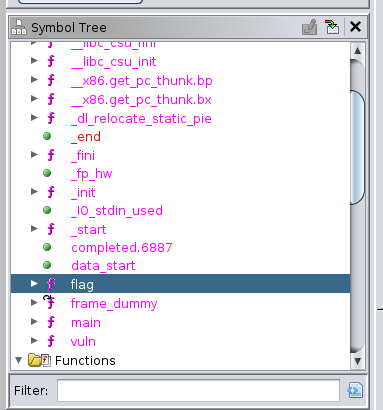 Symbol Tree
__libc_csu_fini
__libc_csu_init
__x86.get_pc_thunk.bp
__x86.get_pc_thunk.bx
_dl_relocate_static_pie
_end
_fini
_fp_hw
_init
_IO_stdin_used
_start
completed.6887
data_start
flag
frame_dummy
main
vuln
Functions
Filter: